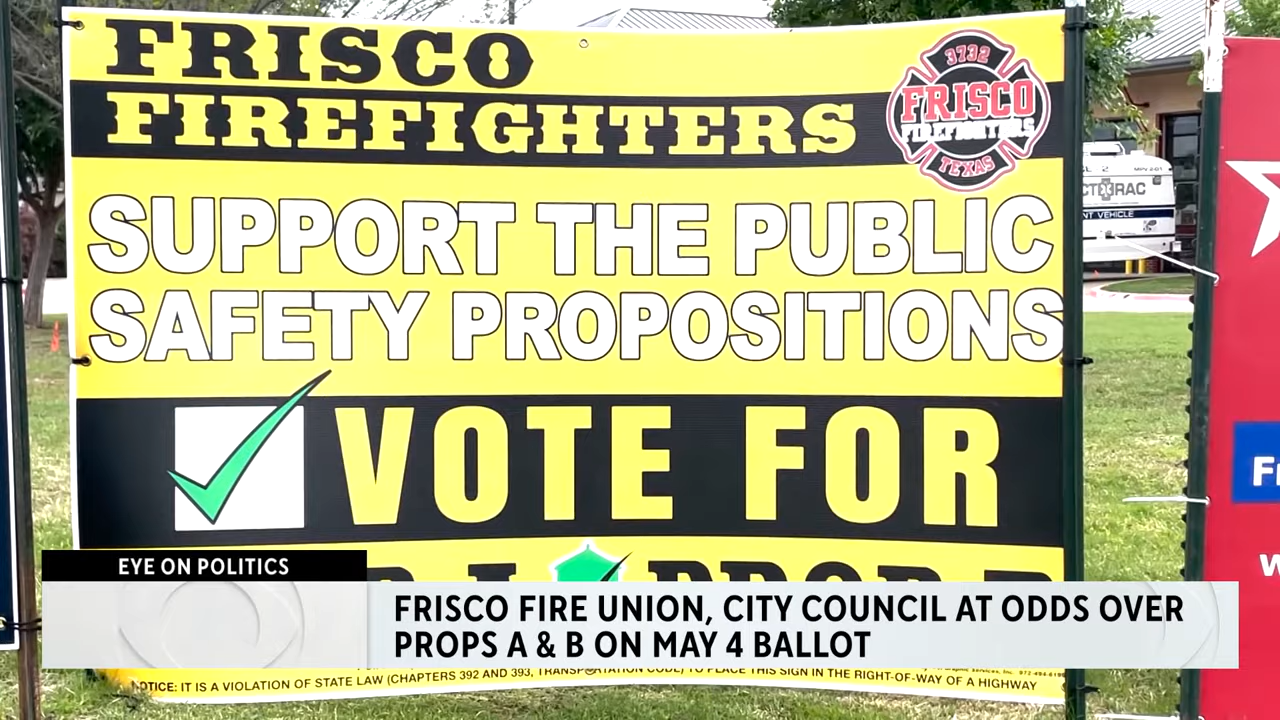 FRISCO
FIREFIGHTERS
3732
FRISCO
FIREFIGHTERS
TEXAS
SUPPORT THE PUBLIC
SAFETY PROPOSITIONS
VOTE FOR
EYE ON POLITICS
FRISCO FIRE UNION, CITY COUNCIL AT ODDS OVER
PROPS A & B ON MAY 4 BALLOT
NOTICE: IT IS A VIOLATION OF STATE LAW (CHAPTERS 392 AND 393, TRANSPORTATION CODE) TO PLACE THIS SIGN IN THE RIGHT-OF-WAY OF A HIGHWAY